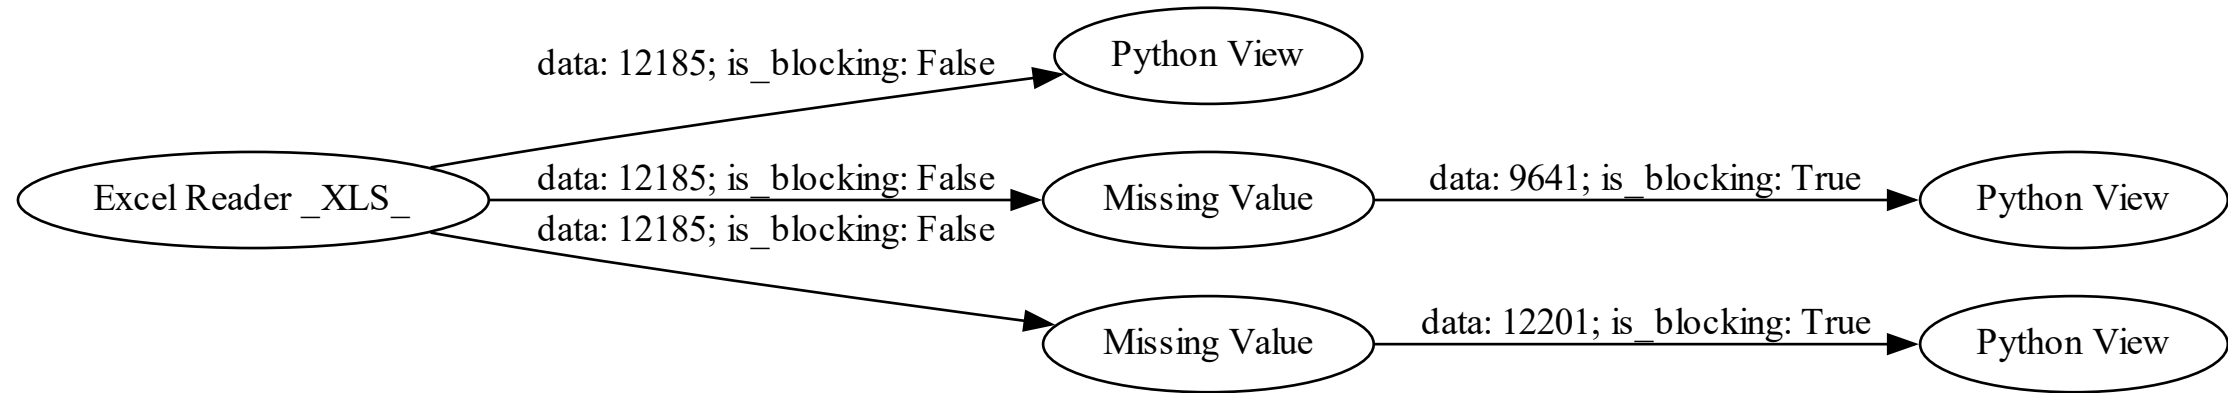 Python View
data: 12185; is_blocking: False
Excel Reader _XLS_
data: 12185; is_blocking: False
Missing Value
data: 9641; is_blocking: True
Python View
data: 12185; is_blocking: False
Missing Value
data: 12201; is_blocking: True
Python View